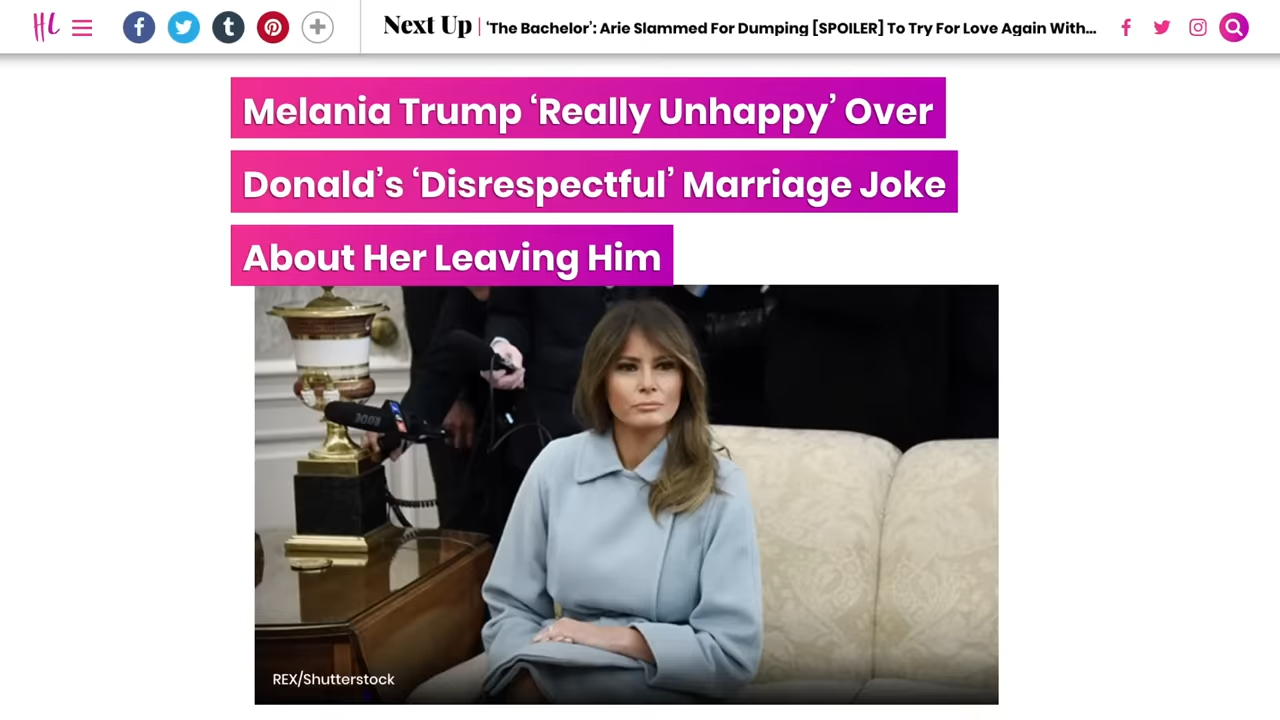 HL
Next Up | 'The Bachelor': Arie Slammed For Dumping [SPOILER] To Try For Love Again With...
Melania Trump ‘Really Unhappy’ Over
Donald’s ‘Disrespectful’ Marriage Joke
About Her Leaving Him
RODE
REX/Shutterstock